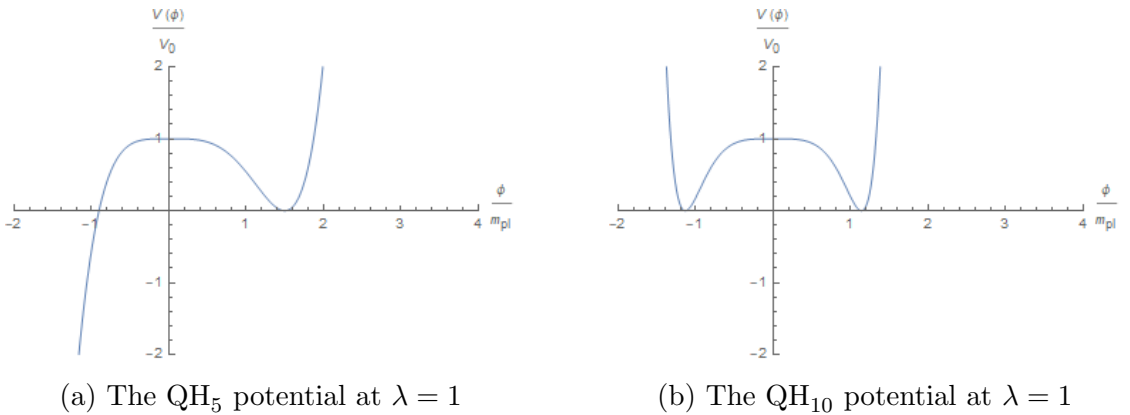 V(ϕ)
V₀
2
1
-1
-2
-2
-1
1
2
3
4
ϕ
mpl
V(ϕ)
V₀
2
1
-1
-2
-2
-1
1
2
3
4
ϕ
mpl
(a) The QH₅ potential at λ = 1
(b) The QH₁₀ potential at λ = 1